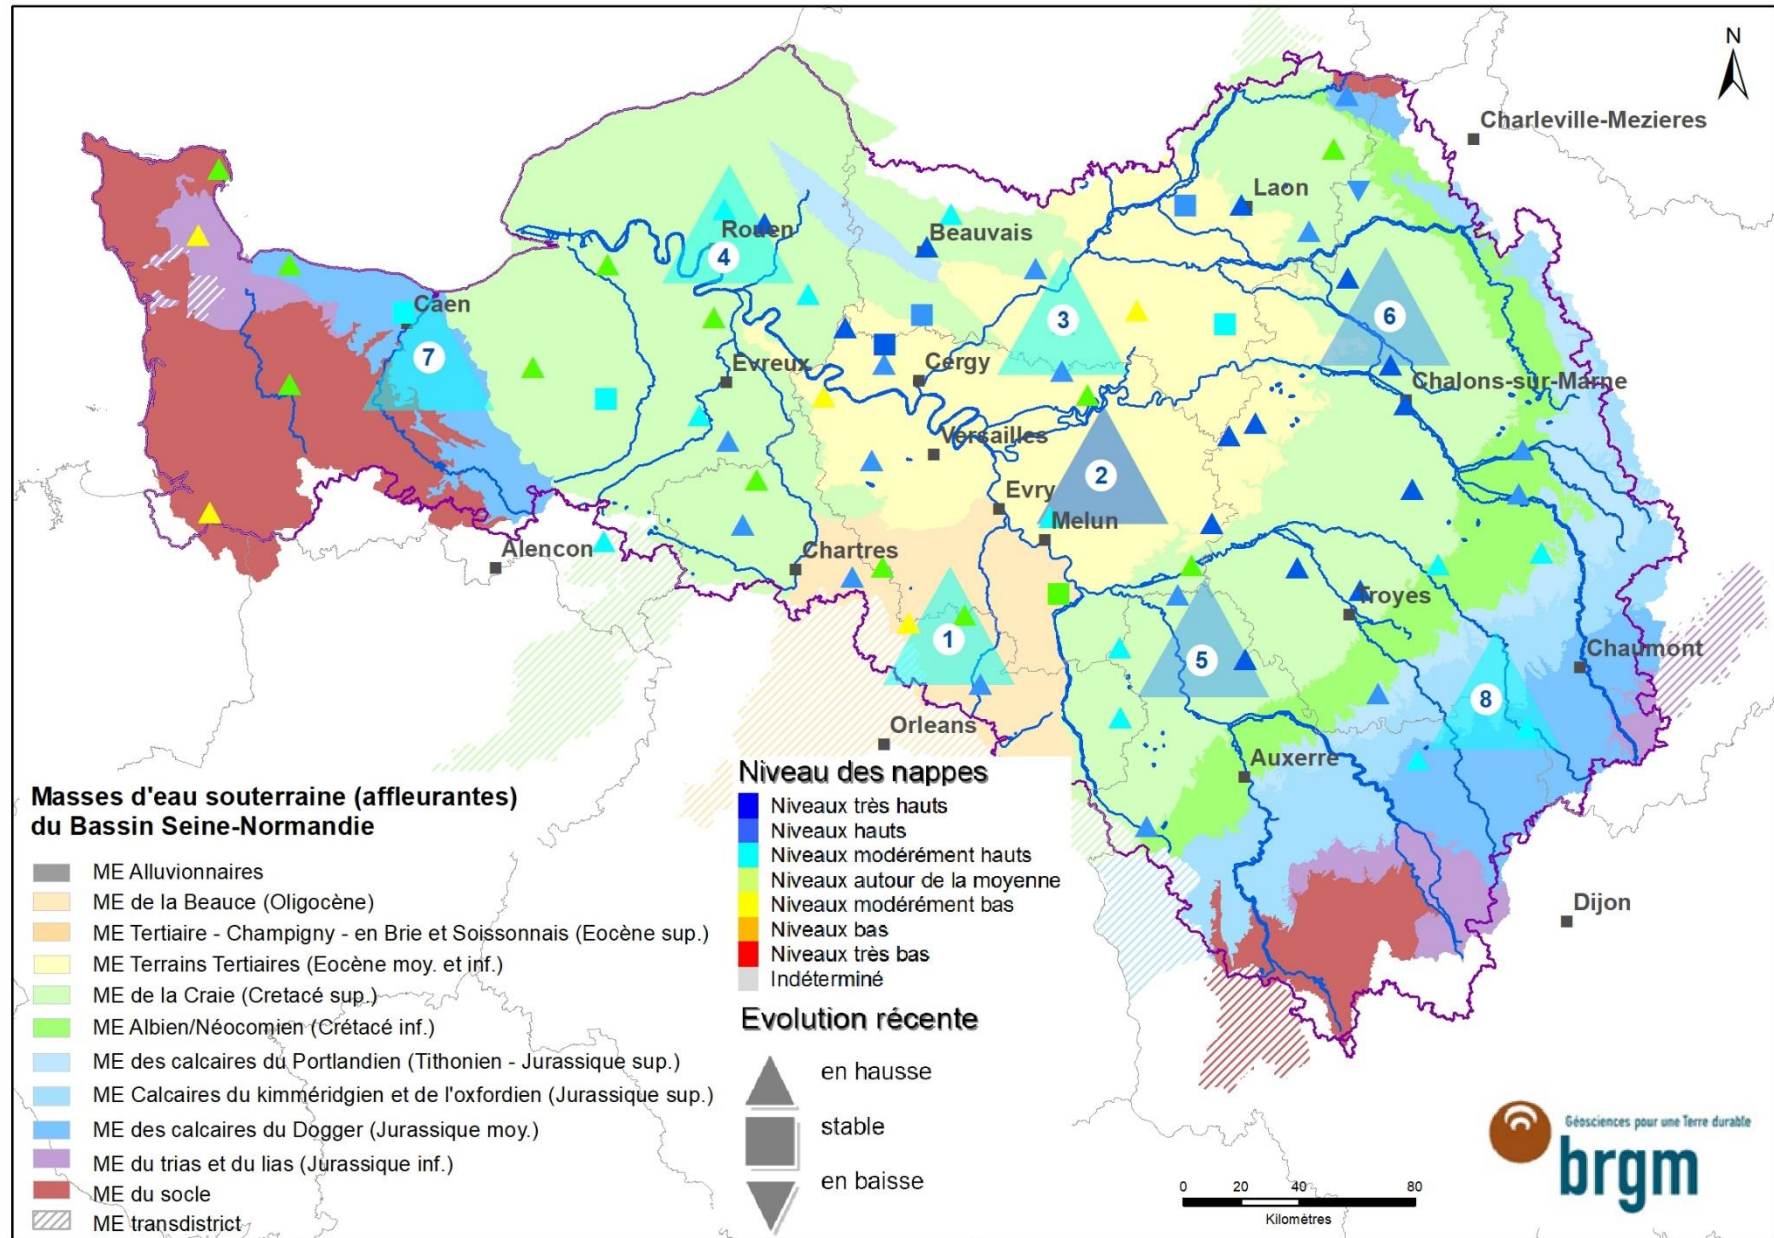 N
Charleville-Mezieres
Laon
Rouen
Beauvais
4
Caen
3
6
7
Evreux
Cergy
Chalons-sur-Marne
Versailles
2
Evry
Melun
Alencon
Chartres
Troyes
1
5
Chaumont
8
Orleans
Auxerre
Dijon
Masses d'eau souterraine (affleurantes)
du Bassin Seine-Normandie
ME Alluvionnaires
ME de la Beauce (Oligocène)
ME Tertiaire - Champigny - en Brie et Soissonnais (Eocène sup.)
ME Terrains Tertiaires (Eocène moy. et inf.)
ME de la Craie (Cretacé sup.)
ME Albien/Néocomien (Crétacé inf.)
ME des calcaires du Portlandien (Tithonien - Jurassique sup.)
ME Calcaires du kimméridgien et de l'oxfordien (Jurassique sup.)
ME des calcaires du Dogger (Jurassique moy.)
ME du trias et du lias (Jurassique inf.)
ME du socle
ME transdistrict
Niveau des nappes
Niveaux très hauts
Niveaux hauts
Niveaux modérément hauts
Niveaux autour de la moyenne
Niveaux modérément bas
Niveaux bas
Niveaux très bas
Indéterminé
Evolution récente
en hausse
stable
en baisse
0 20 40 80
Kilomètres
Géosciences pour une Terre durable
brgm